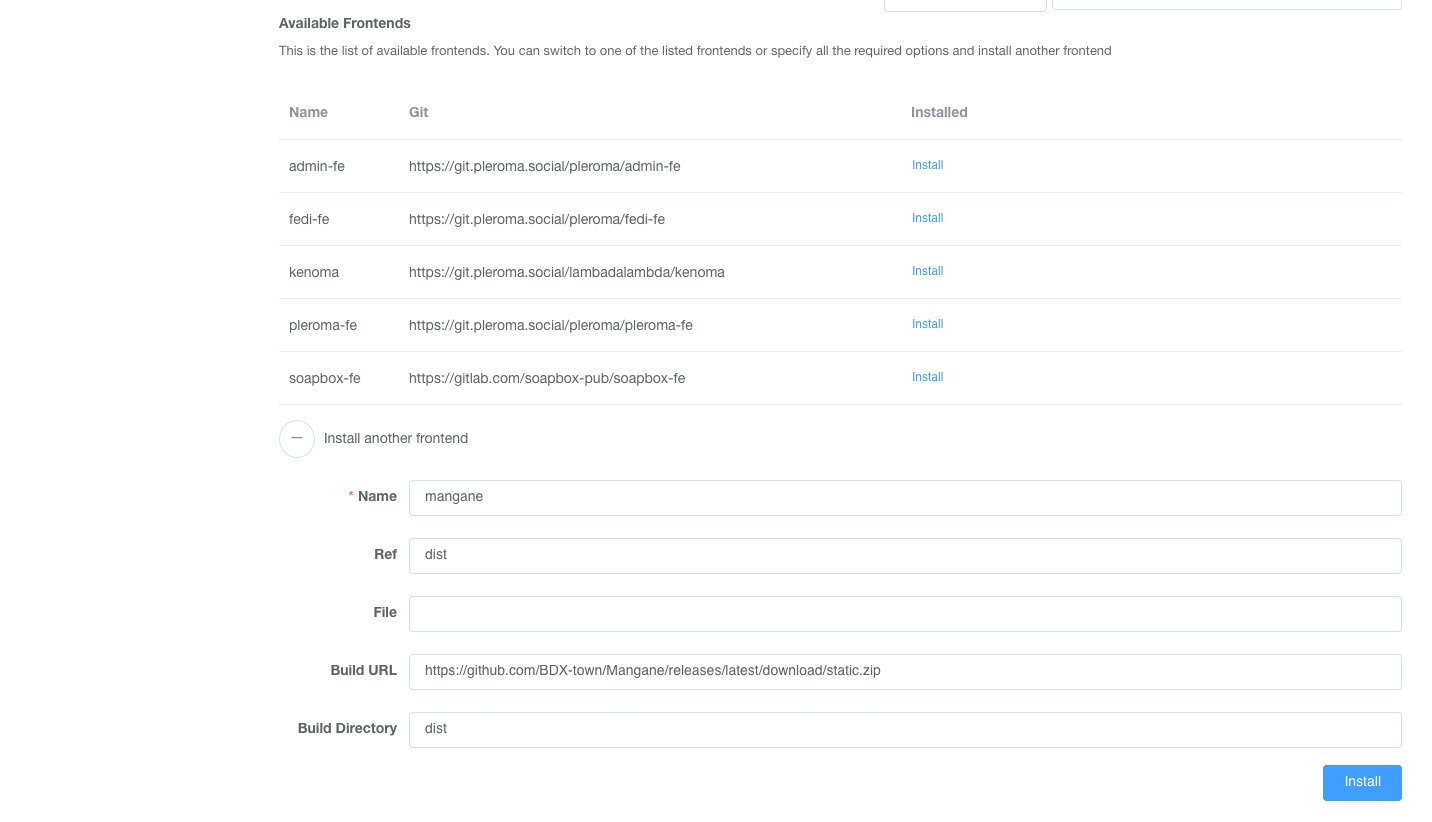 Available Frontends
This is the list of available frontends. You can switch to one of the listed frontends or specify all the required options and install another frontend
Name Git Installed
admin-fe https://git.pleroma.social/pleroma/admin-fe Install
fedi-fe https://git.pleroma.social/pleroma/fedi-fe Install
kenoma https://git.pleroma.social/lambadalambda/kenoma Install
pleroma-fe https://git.pleroma.social/pleroma/pleroma-fe Install
soapbox-fe https://gitlab.com/soapbox-pub/soapbox-fe Install
Install another frontend
* Name mangane
Ref dist
File
Build URL https://github.com/BDX-town/Mangane/releases/latest/download/static.zip
Build Directory dist
Install